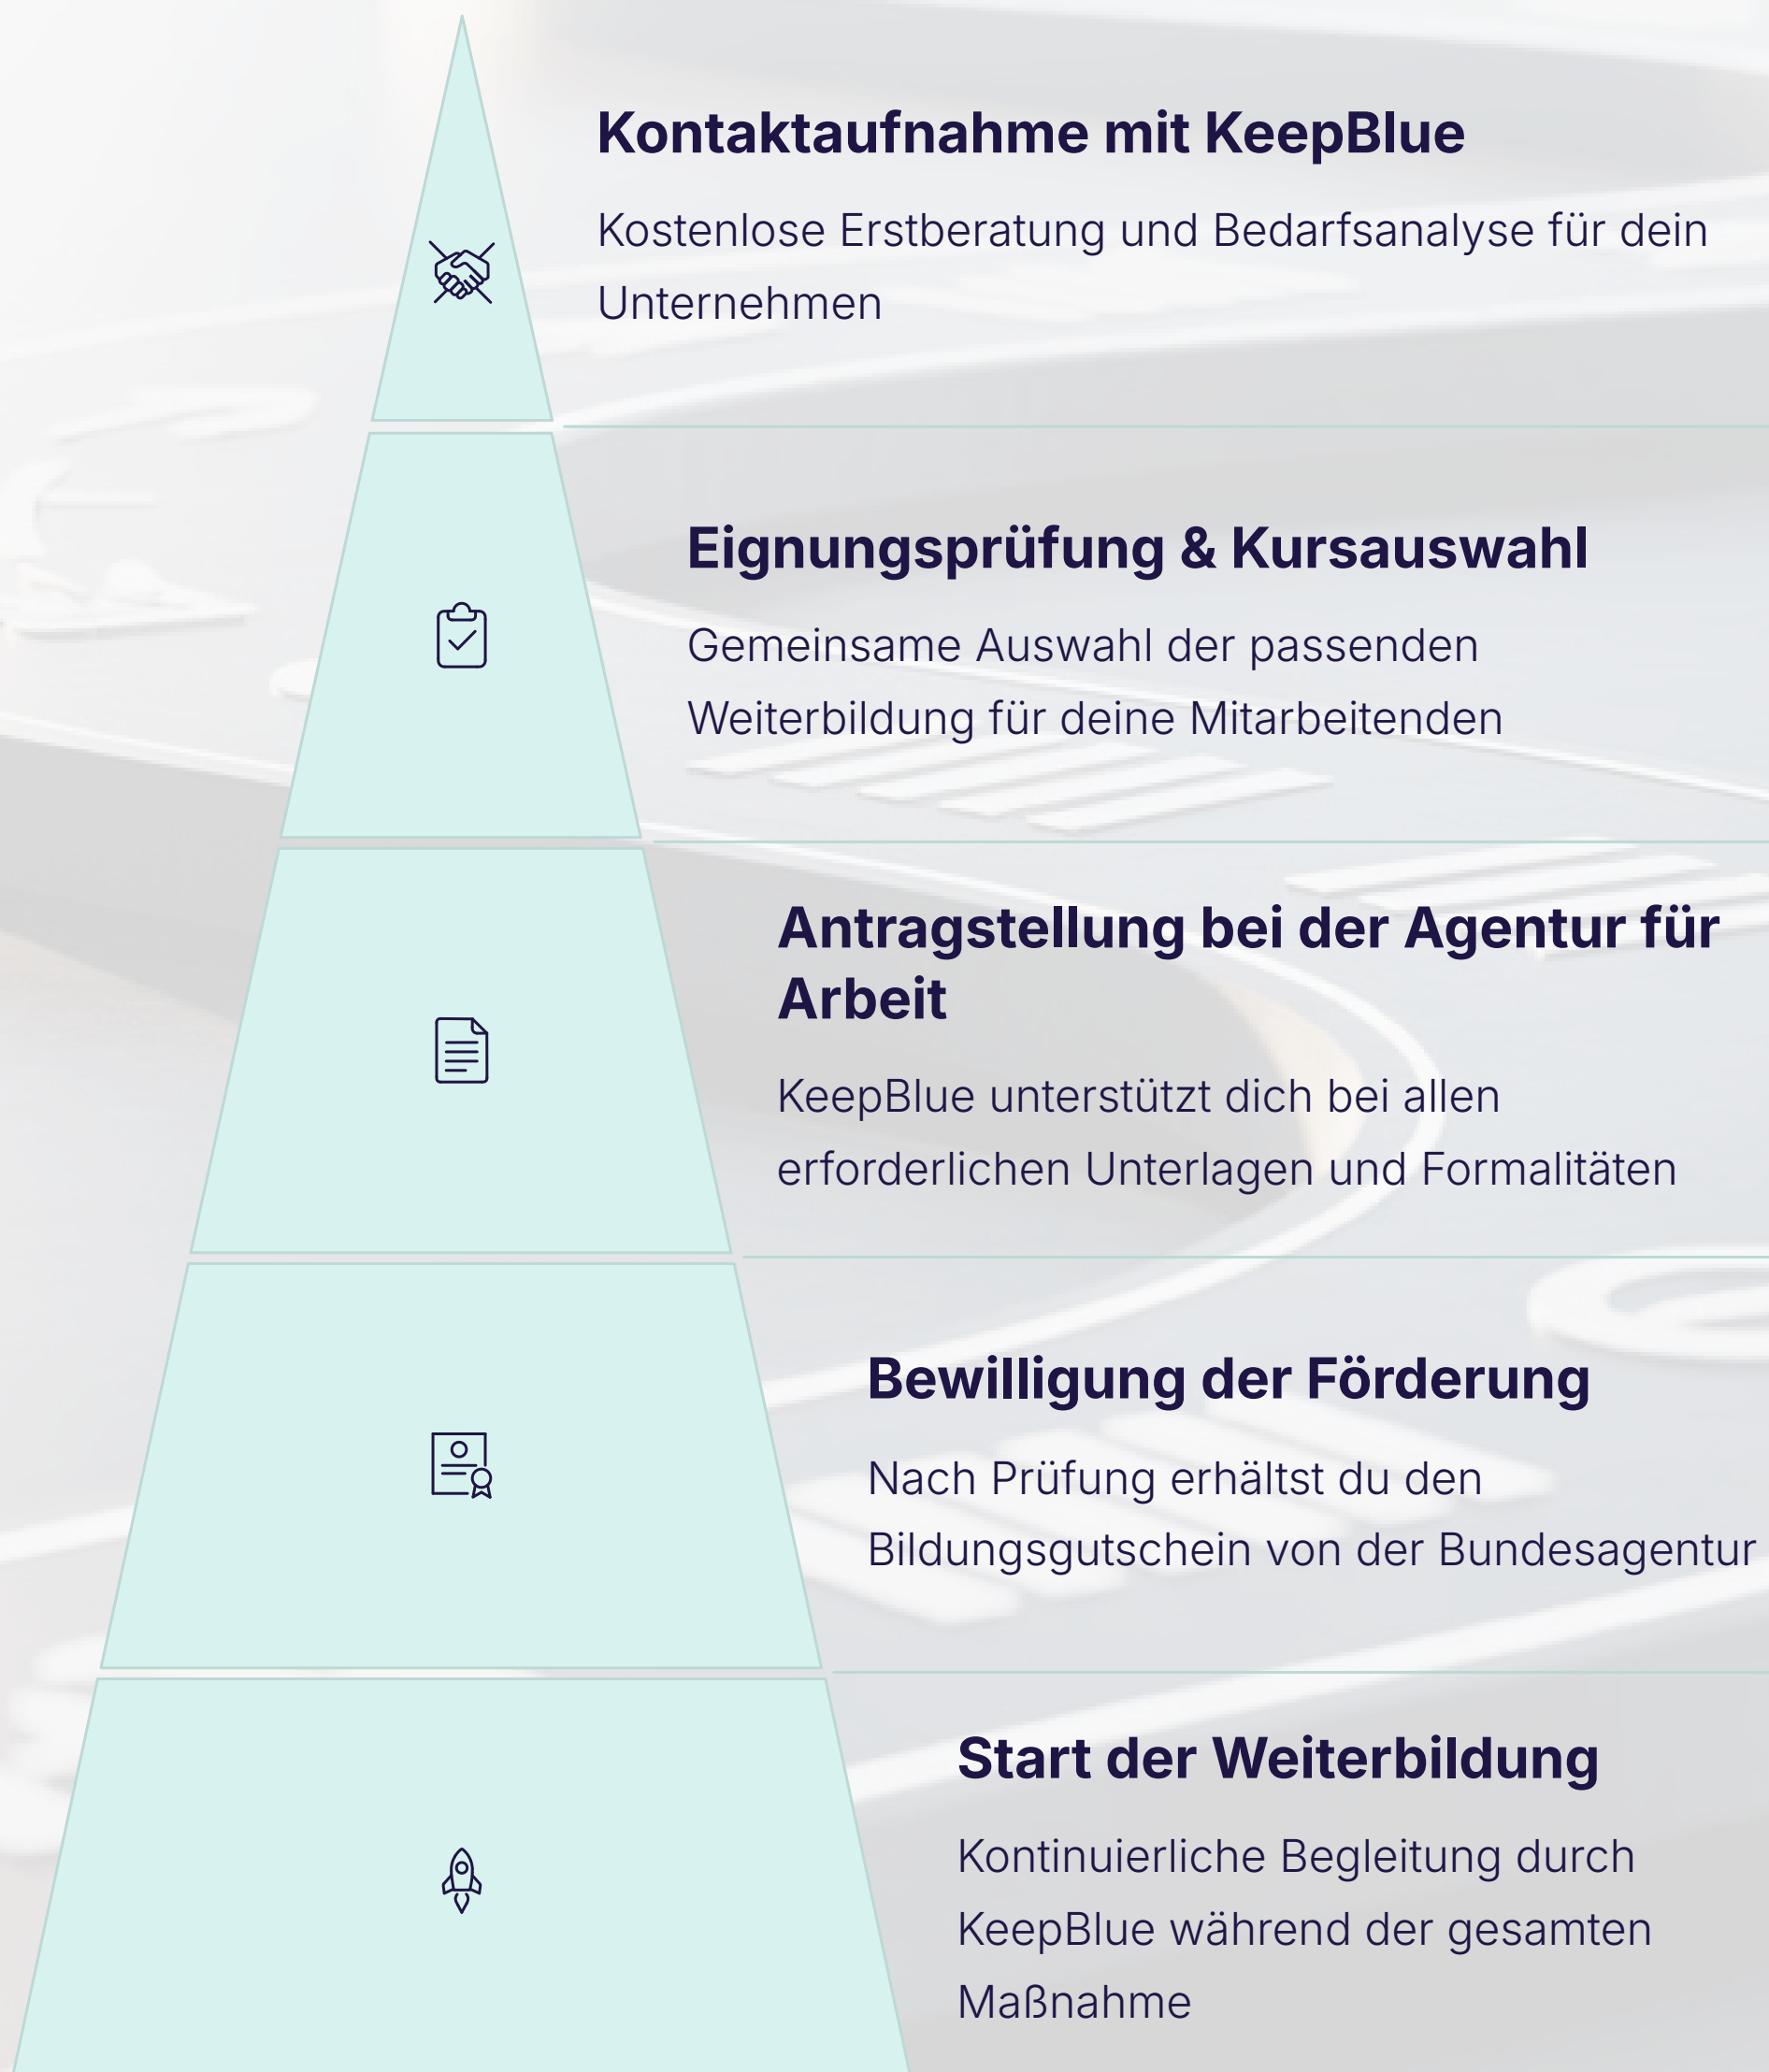 Kontaktaufnahme mit KeepBlue
Kostenlose Erstberatung und Bedarfsanalyse für dein
Unternehmen
Eignungsprüfung & Kursauswahl
Gemeinsame Auswahl der passenden
Weiterbildung für deine Mitarbeitenden
Antragstellung bei der Agentur für
Arbeit
KeepBlue unterstützt dich bei allen
erforderlichen Unterlagen und Formalitäten
Bewilligung der Förderung
Nach Prüfung erhältst du den
Bildungsgutschein von der Bundesagentur
Start der Weiterbildung
Kontinuierliche Begleitung durch
KeepBlue während der gesamten
Maßnahme